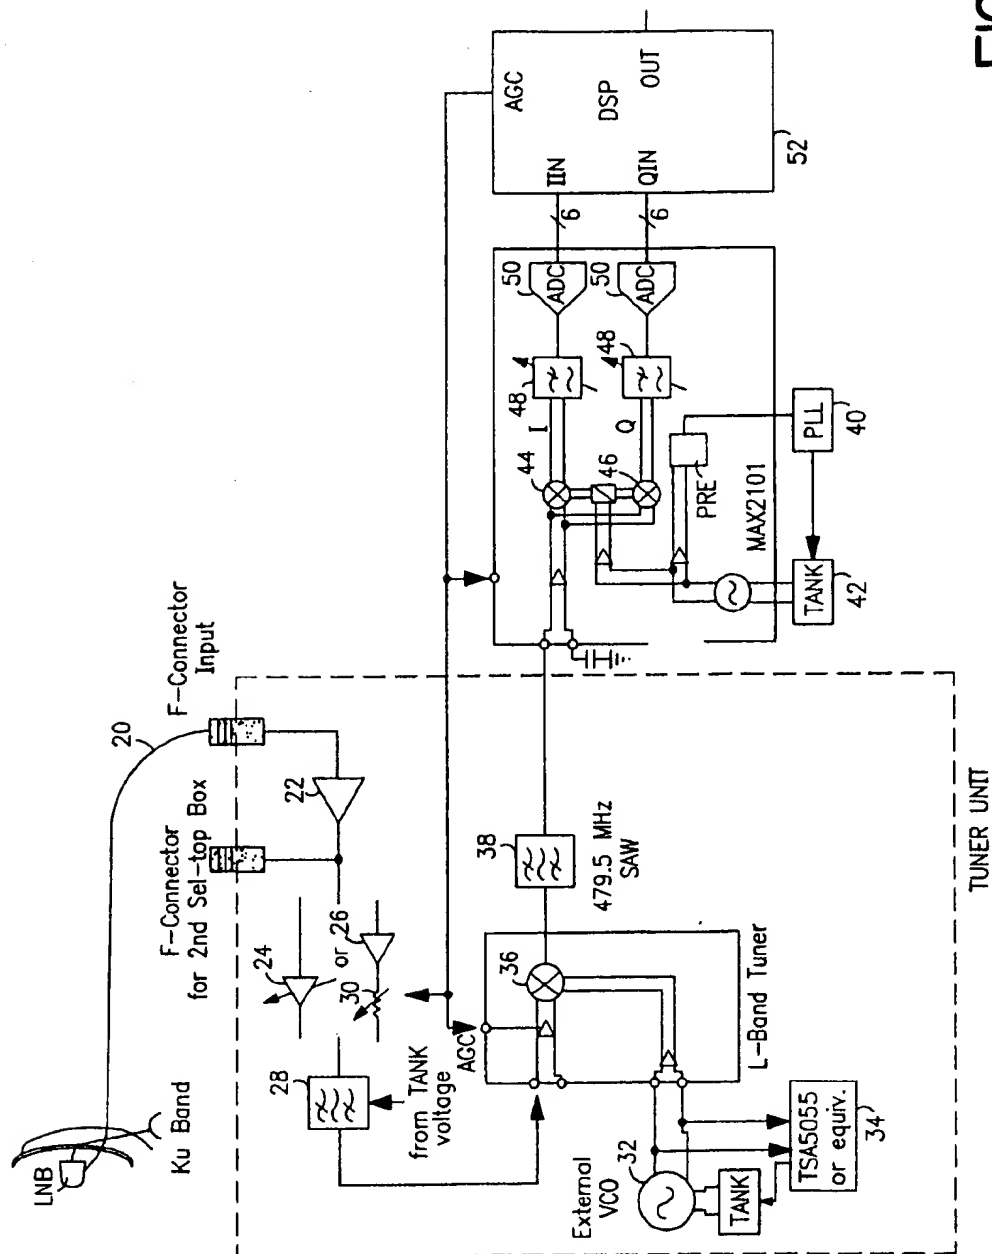 LNB
Ku Band
20
F-Connector
for 2nd Sel-top Box
F-Connector
Input
22
24
or 26
30
28
from TANK
voltage
AGC
External
VCO
32
TANK
TSA5055
or equiv.
34
36
L-Band Tuner
38
479.5 MHz
SAW
TUNER UNIT
44
I
48
50
ADC
6
46
Q
48
50
ADC
6
PRE
MAX2101
TANK
42
PLL
40
AGC
IIN
DSP
QIN
OUT
52